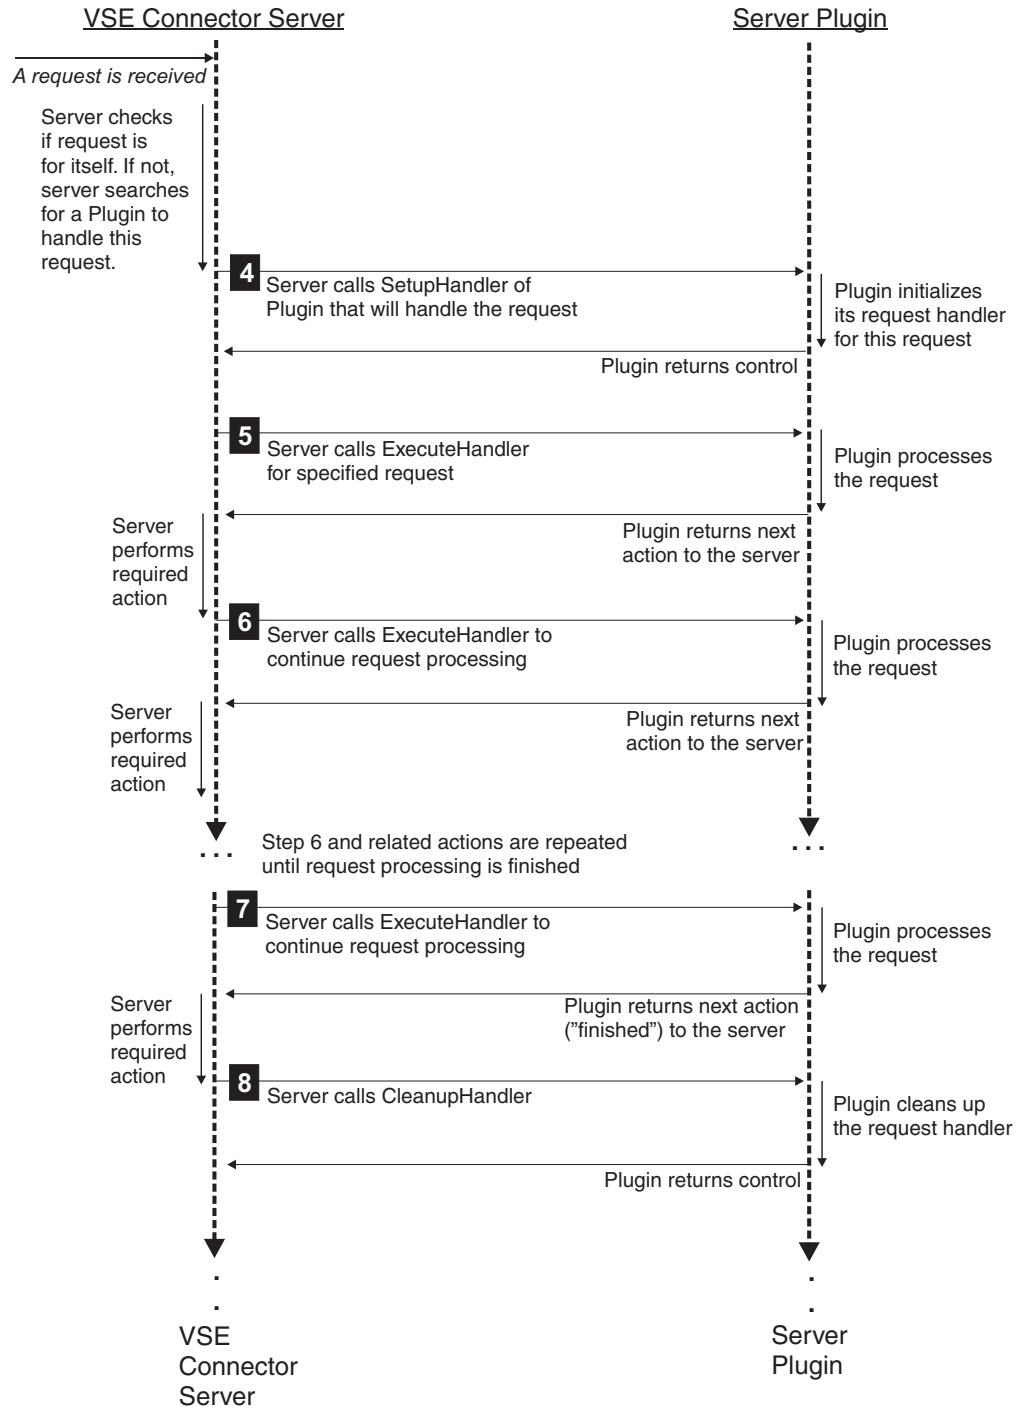 VSE Connector Server
Server Plugin
A request is received
Server checks
if request is
for itself. If not,
server searches
for a Plugin to
handle this
request.
4
Server calls SetupHandler of
Plugin that will handle the request
Plugin initializes
its request handler
for this request
Plugin returns control
5
Server calls ExecuteHandler
for specified request
Plugin processes
the request
Plugin returns next
action to the server
Server
performs
required
action
6
Server calls ExecuteHandler to
continue request processing
Plugin processes
the request
Plugin returns next
action to the server
Server
performs
required
action
. . .
Step 6 and related actions are repeated
until request processing is finished
. . .
7
Server calls ExecuteHandler to
continue request processing
Plugin processes
the request
Plugin returns next action
(”finished”) to the server
Server
performs
required
action
8
Server calls CleanupHandler
Plugin cleans up
the request handler
Plugin returns control
VSE
Connector
Server
Server
Plugin